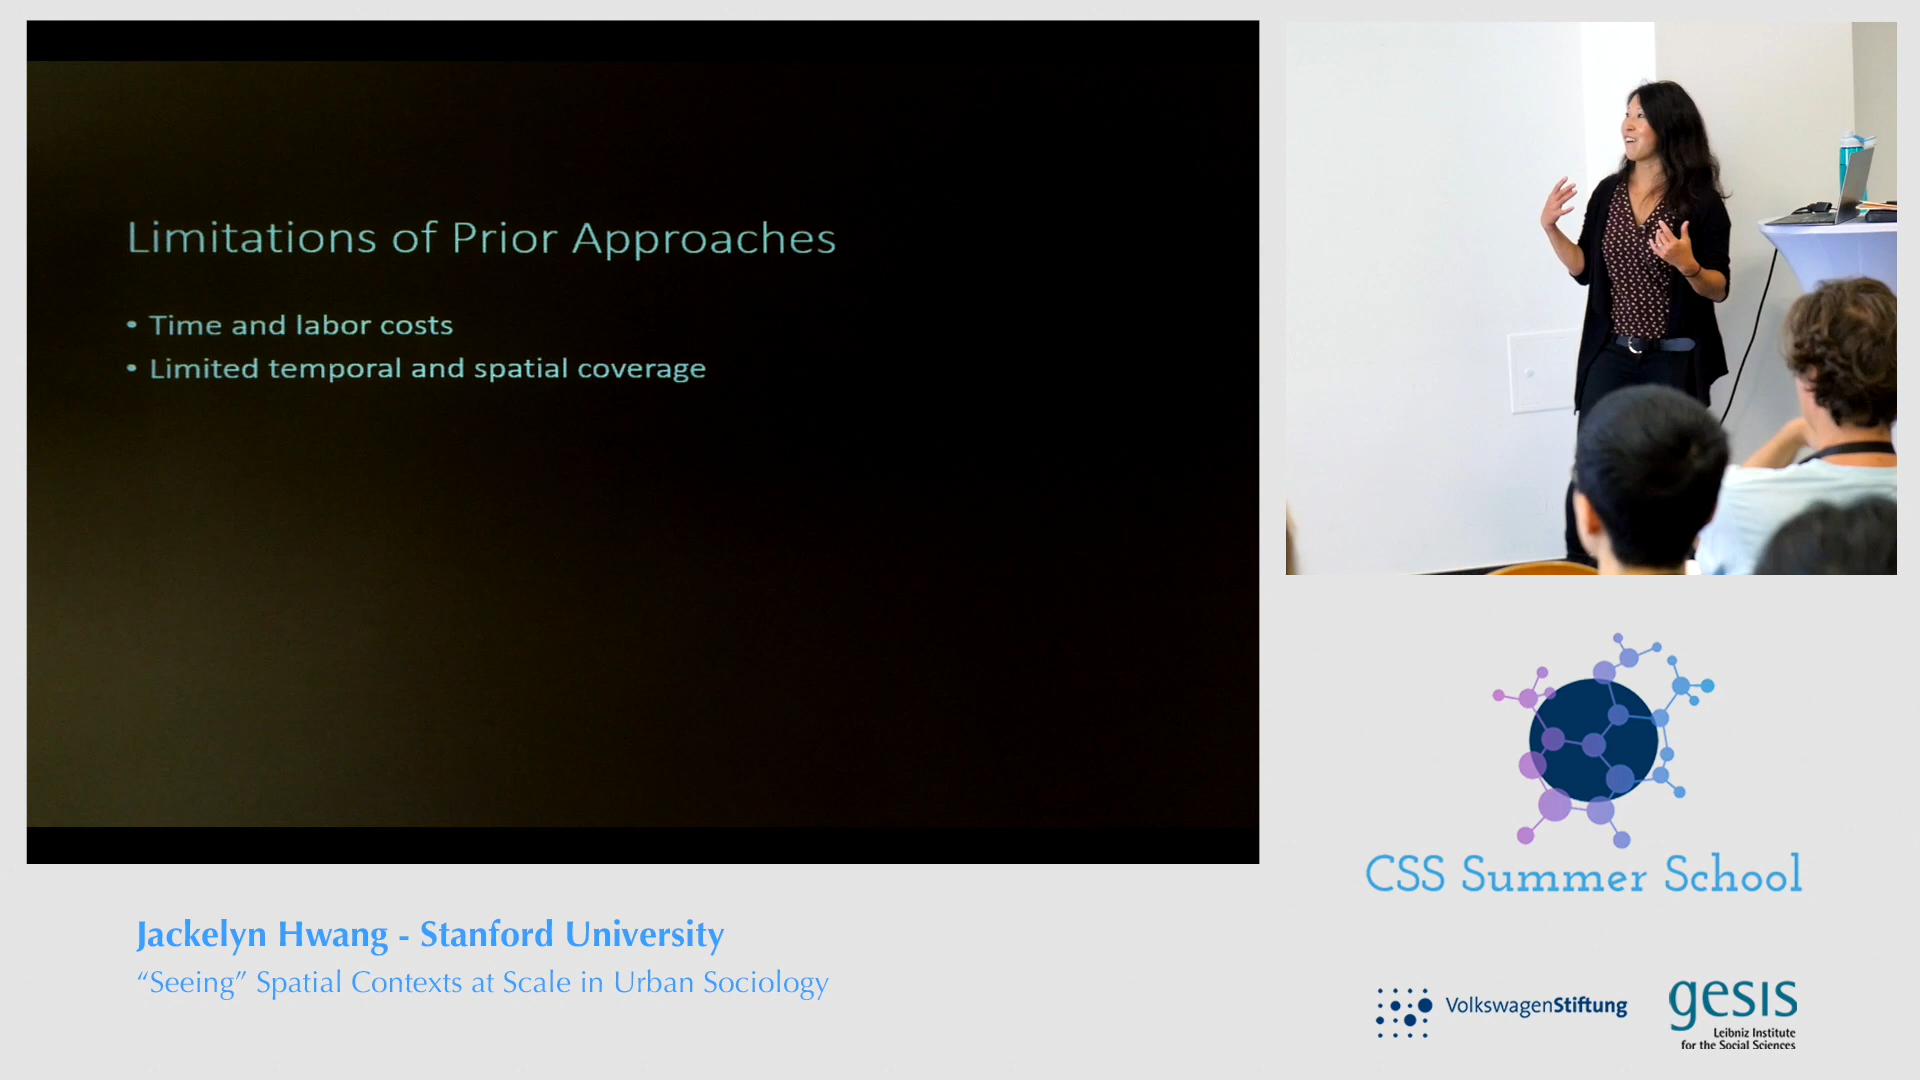 Limitations of Prior Approaches
• Time and labor costs
• Limited temporal and spatial coverage
Jackelyn Hwang - Stanford University
“Seeing” Spatial Contexts at Scale in Urban Sociology
CSS Summer School
VolkswagenStiftung
gesis
Leibniz Institute
for the Social Sciences